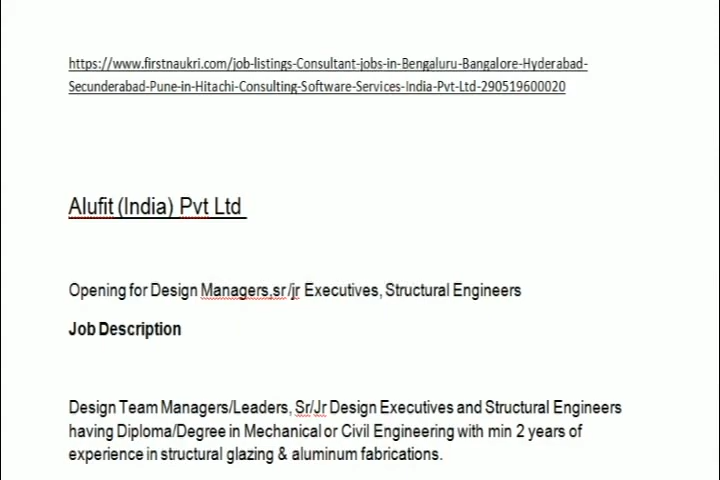 https://www.firstnaukri.com/job-listings-Consultant-jobs-in-Bengaluru-Bangalore-Hyderabad-
Secunderabad-Pune-in-Hitachi-Consulting-Software-Services-India-Pvt-Ltd-290519600020
Alufit (India) Pvt Ltd
Opening for Design Managers,sr/jr Executives, Structural Engineers
Job Description
Design Team Managers/Leaders, Sr/Jr Design Executives and Structural Engineers
having Diploma/Degree in Mechanical or Civil Engineering with min 2 years of
experience in structural glazing & aluminum fabrications.